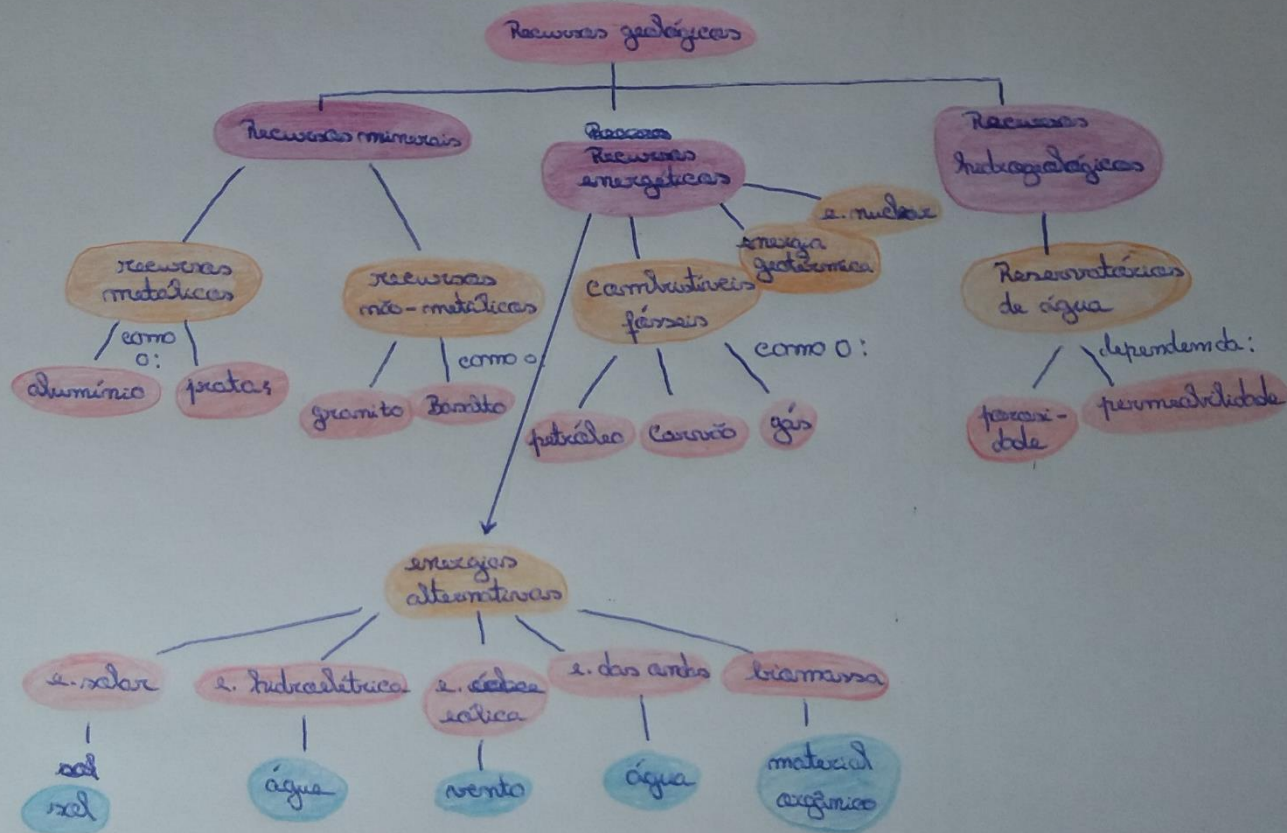 Recursos geológicos
Recursos minerais
Recursos
energéticos
Recursos
hidrogeológicos
e. nuclear
energia
geotérmica
recursos
metálicos
recursos
não-metálicos
Combustíveis
fósseis
Reservatórios
de água
como
o:
como o:
como o:
dependem da:
alumínio
pratas
granito
Basalto
petróleo
Carvão
gás
porosi-
dade
permeabilidade
energias
alternativas
e. solar
e. hidroelétrica
e.
eólica
e. das ondas
biomassa
sol
sol
água
vento
água
material
orgânico